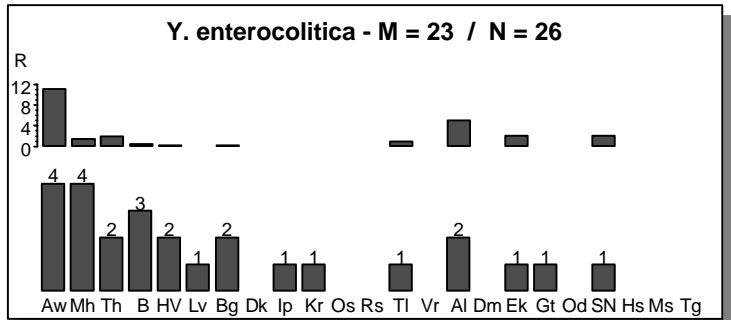 Y. enterocolitica - M = 23 / N = 26
R
12
8
4
0
4 4 2 3 2 1 2 1 1 1 2 1 1 1
Aw Mh Th B HV Lv Bg Dk Ip Kr Os Rs Tl Vr Al Dm Ek Gt Od SN Hs Ms Tg